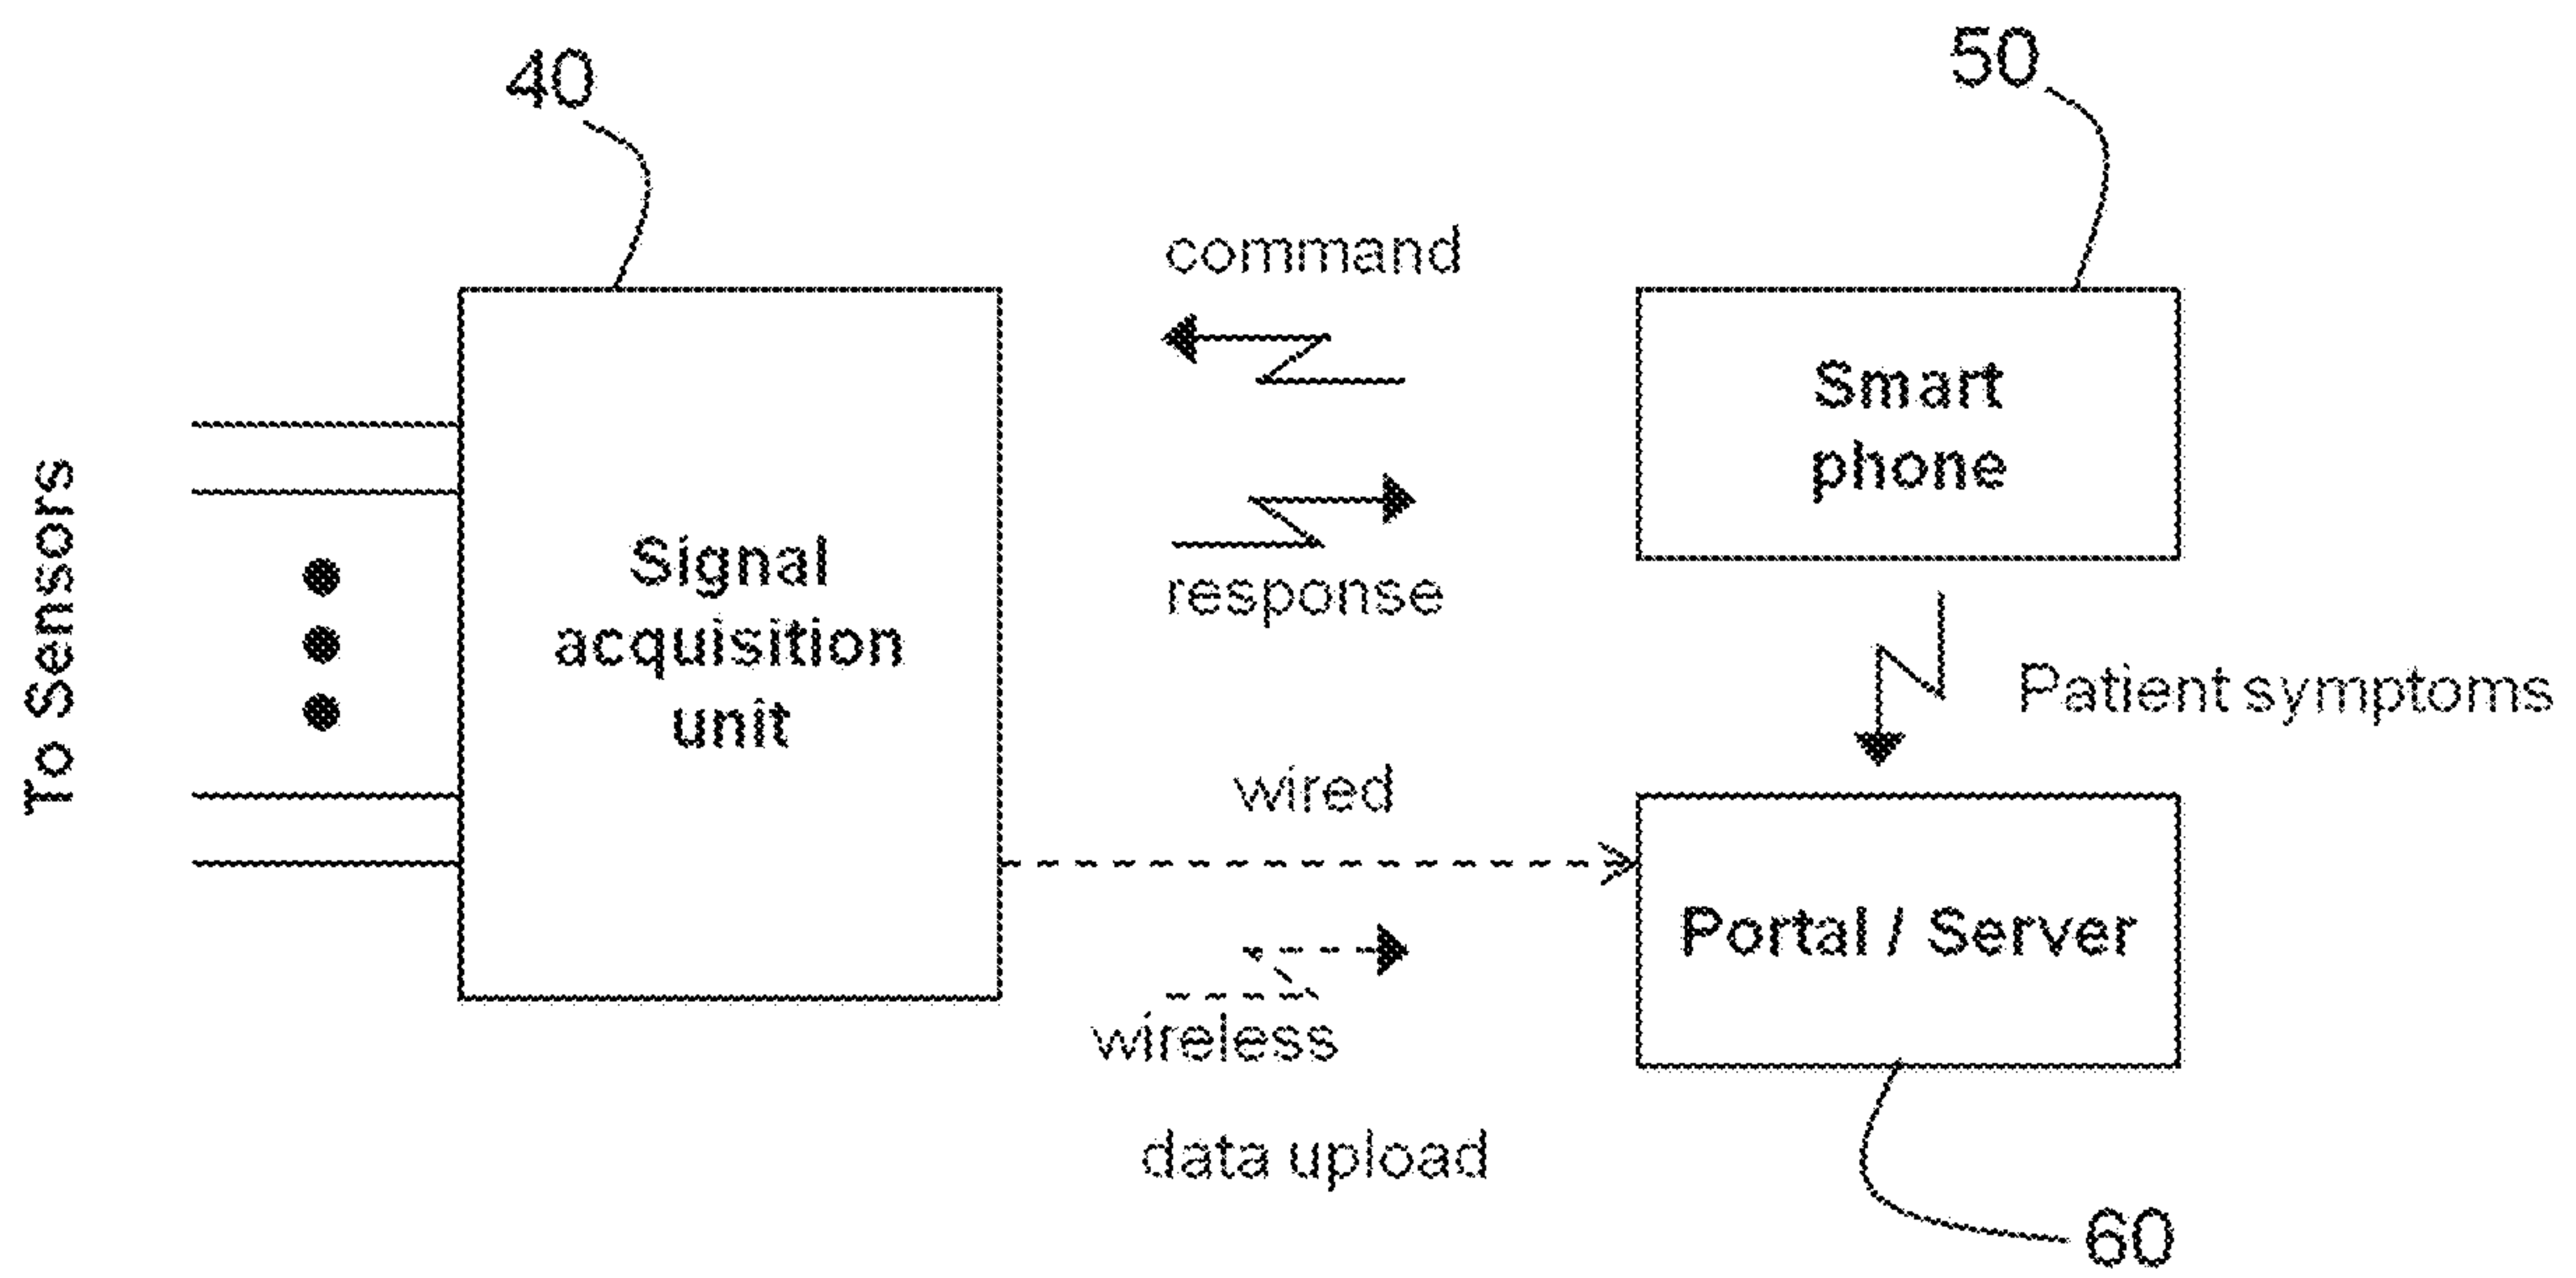 40
50
command
Smart
phone
To Sensors
Signal
acquisition
unit
response
Patient symptoms
wired
Portal / Server
wireless
data upload
60